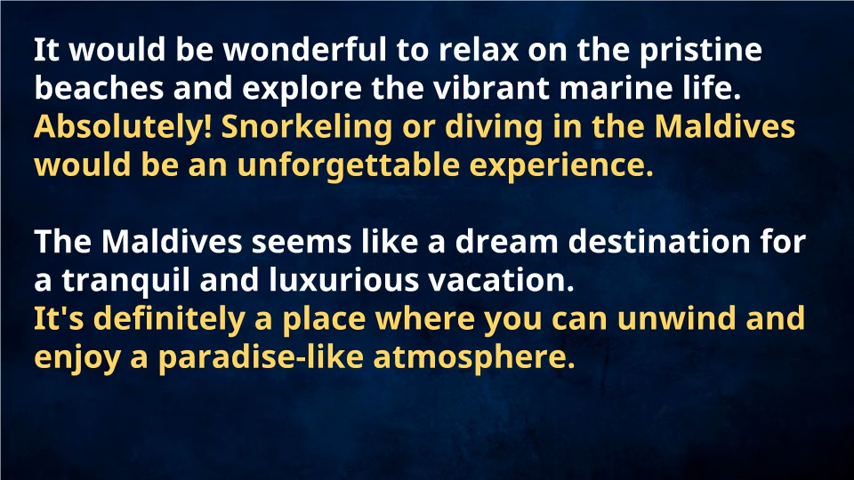 It would be wonderful to relax on the pristine
beaches and explore the vibrant marine life.
Absolutely! Snorkeling or diving in the Maldives
would be an unforgettable experience.
The Maldives seems like a dream destination for
a tranquil and luxurious vacation.
It's definitely a place where you can unwind and
enjoy a paradise-like atmosphere.